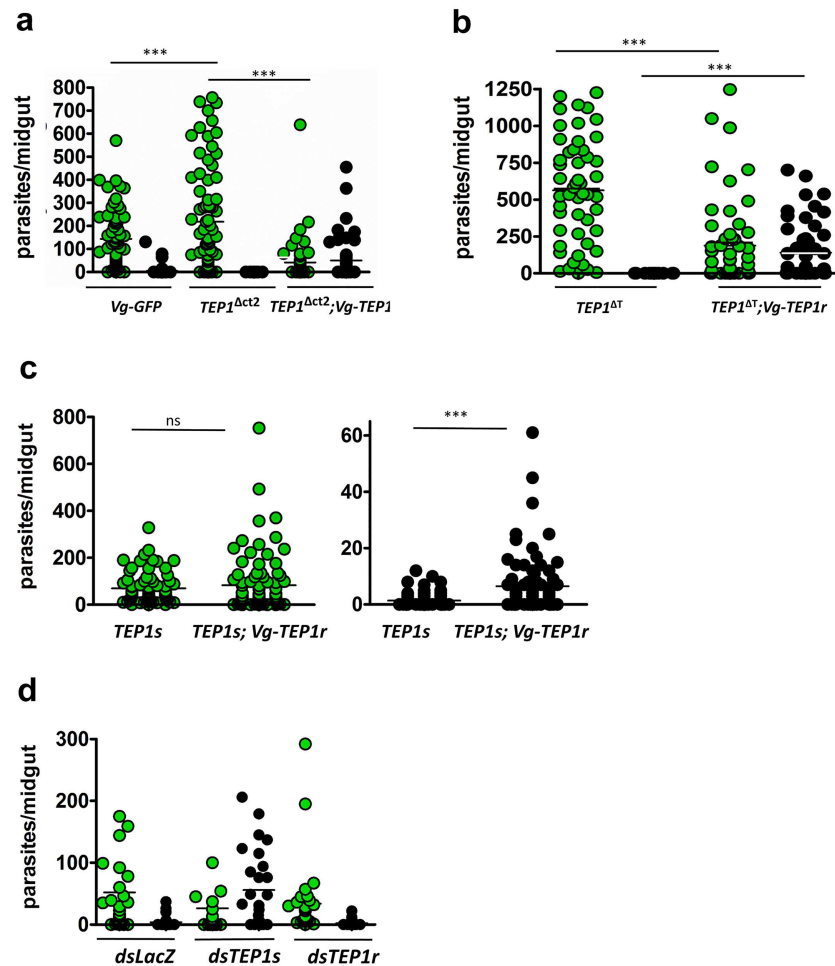 a
***
***
parasites/midgut
800
700
600
500
400
300
200
100
0
Vg-GFP TEP1Δct2 TEP1Δct2;Vg-TEP1
b
***
***
parasites/midgut
1250
1000
750
500
250
0
TEP1ΔT TEP1ΔT;Vg-TEP1r
c
ns
parasites/midgut
800
600
400
200
0
TEP1s TEP1s; Vg-TEP1r
***
parasites/midgut
60
40
20
0
TEP1s TEP1s; Vg-TEP1r
d
parasites/midgut
300
200
100
0
dsLacZ dsTEP1s dsTEP1r